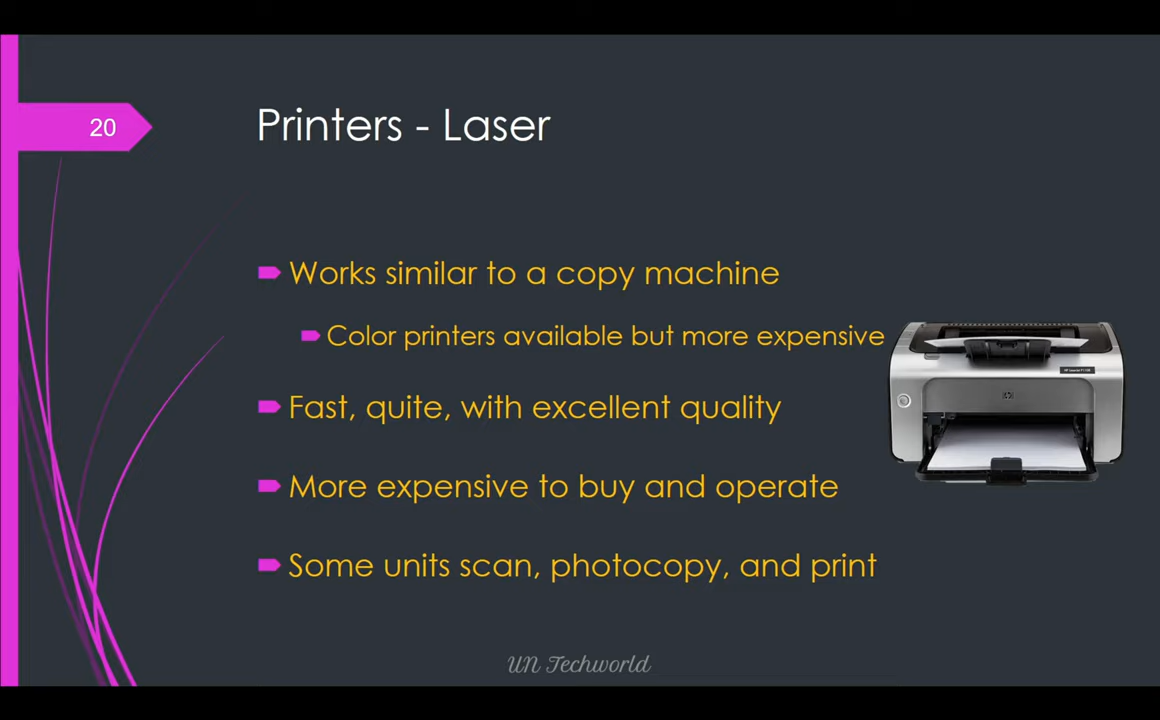 20
Printers - Laser
Works similar to a copy machine
Color printers available but more expensive
Fast, quite, with excellent quality
More expensive to buy and operate
Some units scan, photocopy, and print
UN Techworld